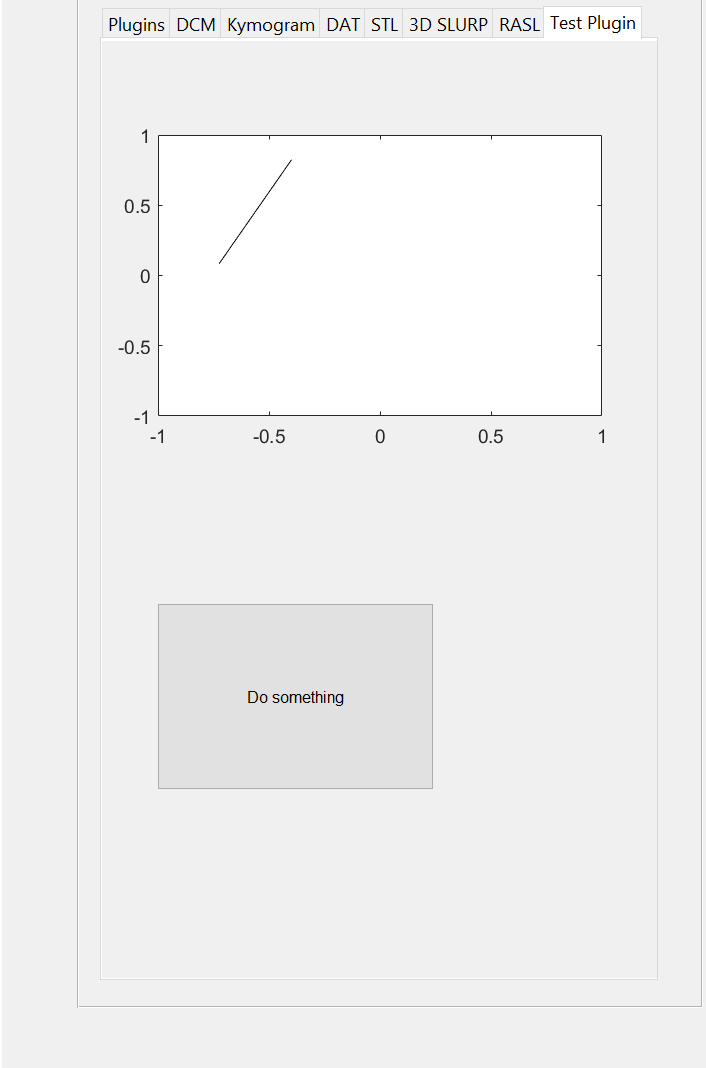 Plugins DCM Kymogram DAT STL 3D SLURP RASL Test Plugin
1
0.5
0
-0.5
-1
-1 -0.5 0 0.5 1
Do something